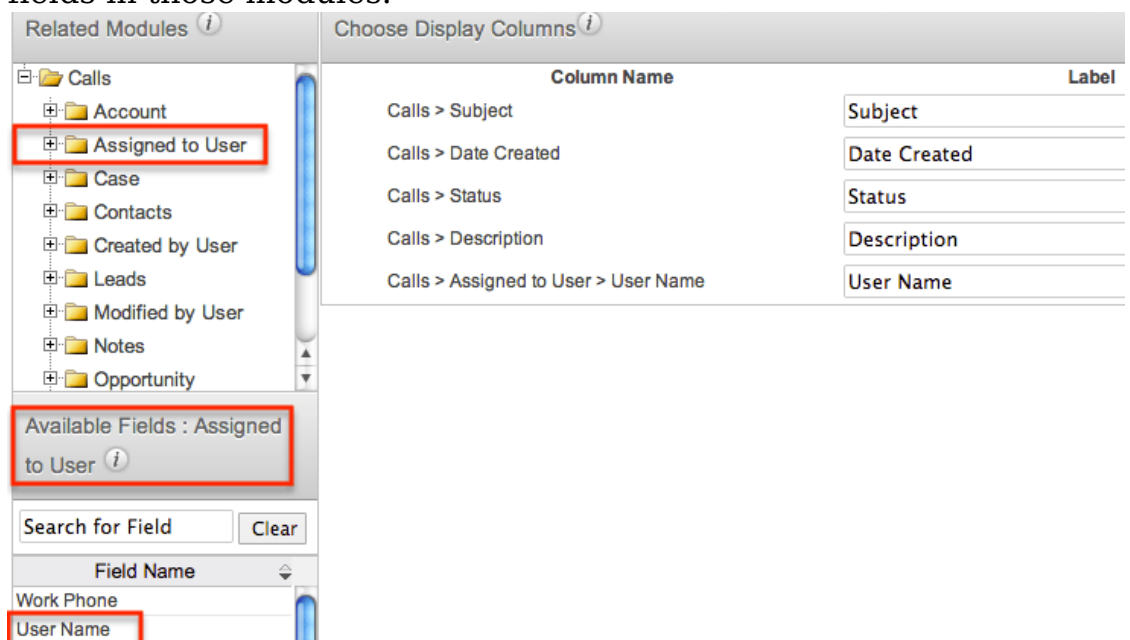 fields in those modules.
Related Modules i
Choose Display Columns i
Calls
Account
Assigned to User
Case
Contacts
Created by User
Leads
Modified by User
Notes
Opportunity
Column Name Label
Calls > Subject Subject
Calls > Date Created Date Created
Calls > Status Status
Calls > Description Description
Calls > Assigned to User > User Name User Name
Available Fields : Assigned
to User i
Search for Field Clear
Field Name
Work Phone
User Name